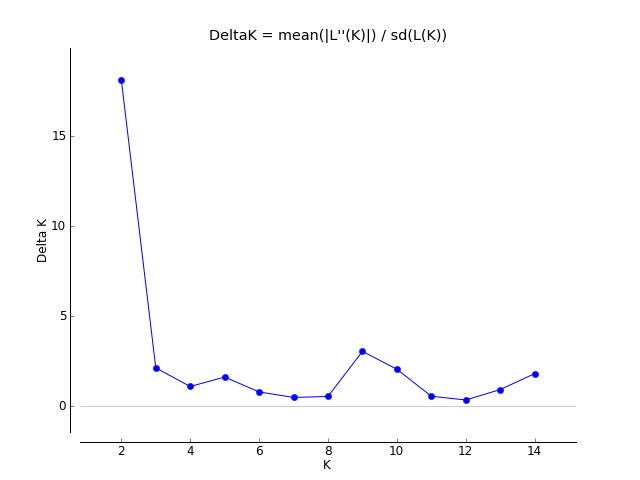 DeltaK = mean(|L''(K)|) / sd(L(K))
15
10
5
0
Delta K
2 4 6 8 10 12 14
K